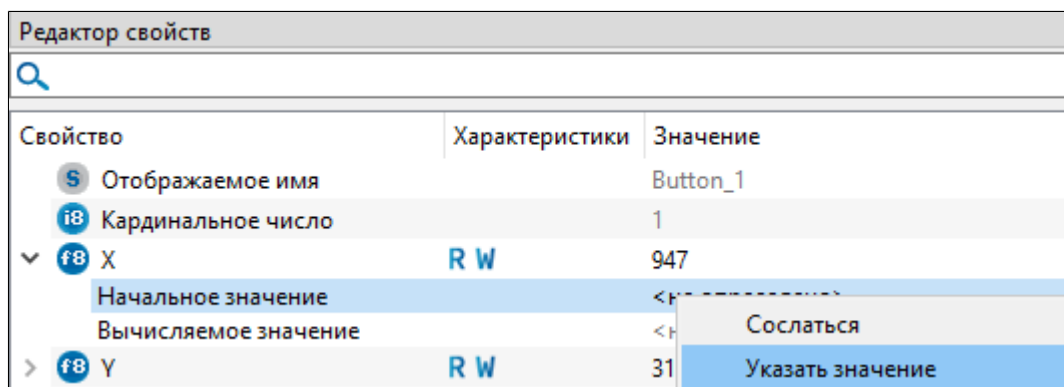 Редактор свойств
Свойство Характеристики Значение
S Отображаемое имя Button_1
i8 Кардинальное число 1
f8 X R W 947
Начальное значение
Сослаться
Вычисляемое значение
f8 Y R W 31
Указать значение